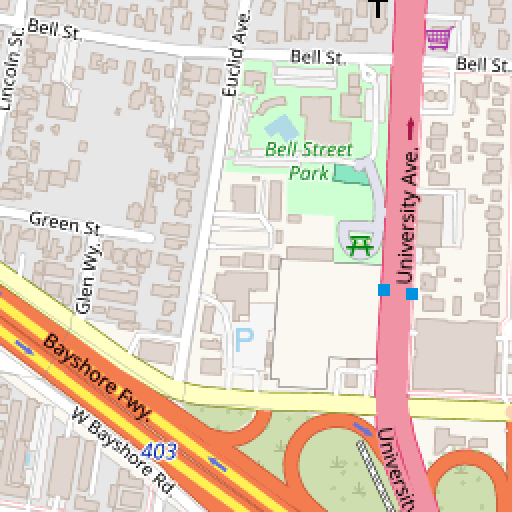 Bell St.
Euclid Ave.
Bell St.
Bell St.
Lincoln St.
Bell Street
Park
University Ave.
Green St.
Glen Wy.
P
Bayshore Fwy.
W Bayshore Rd
403
University